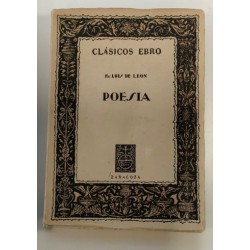 CLÁSICOS EBRO
FR. LUIS DE LEON
POESIA
ZARAGOZA